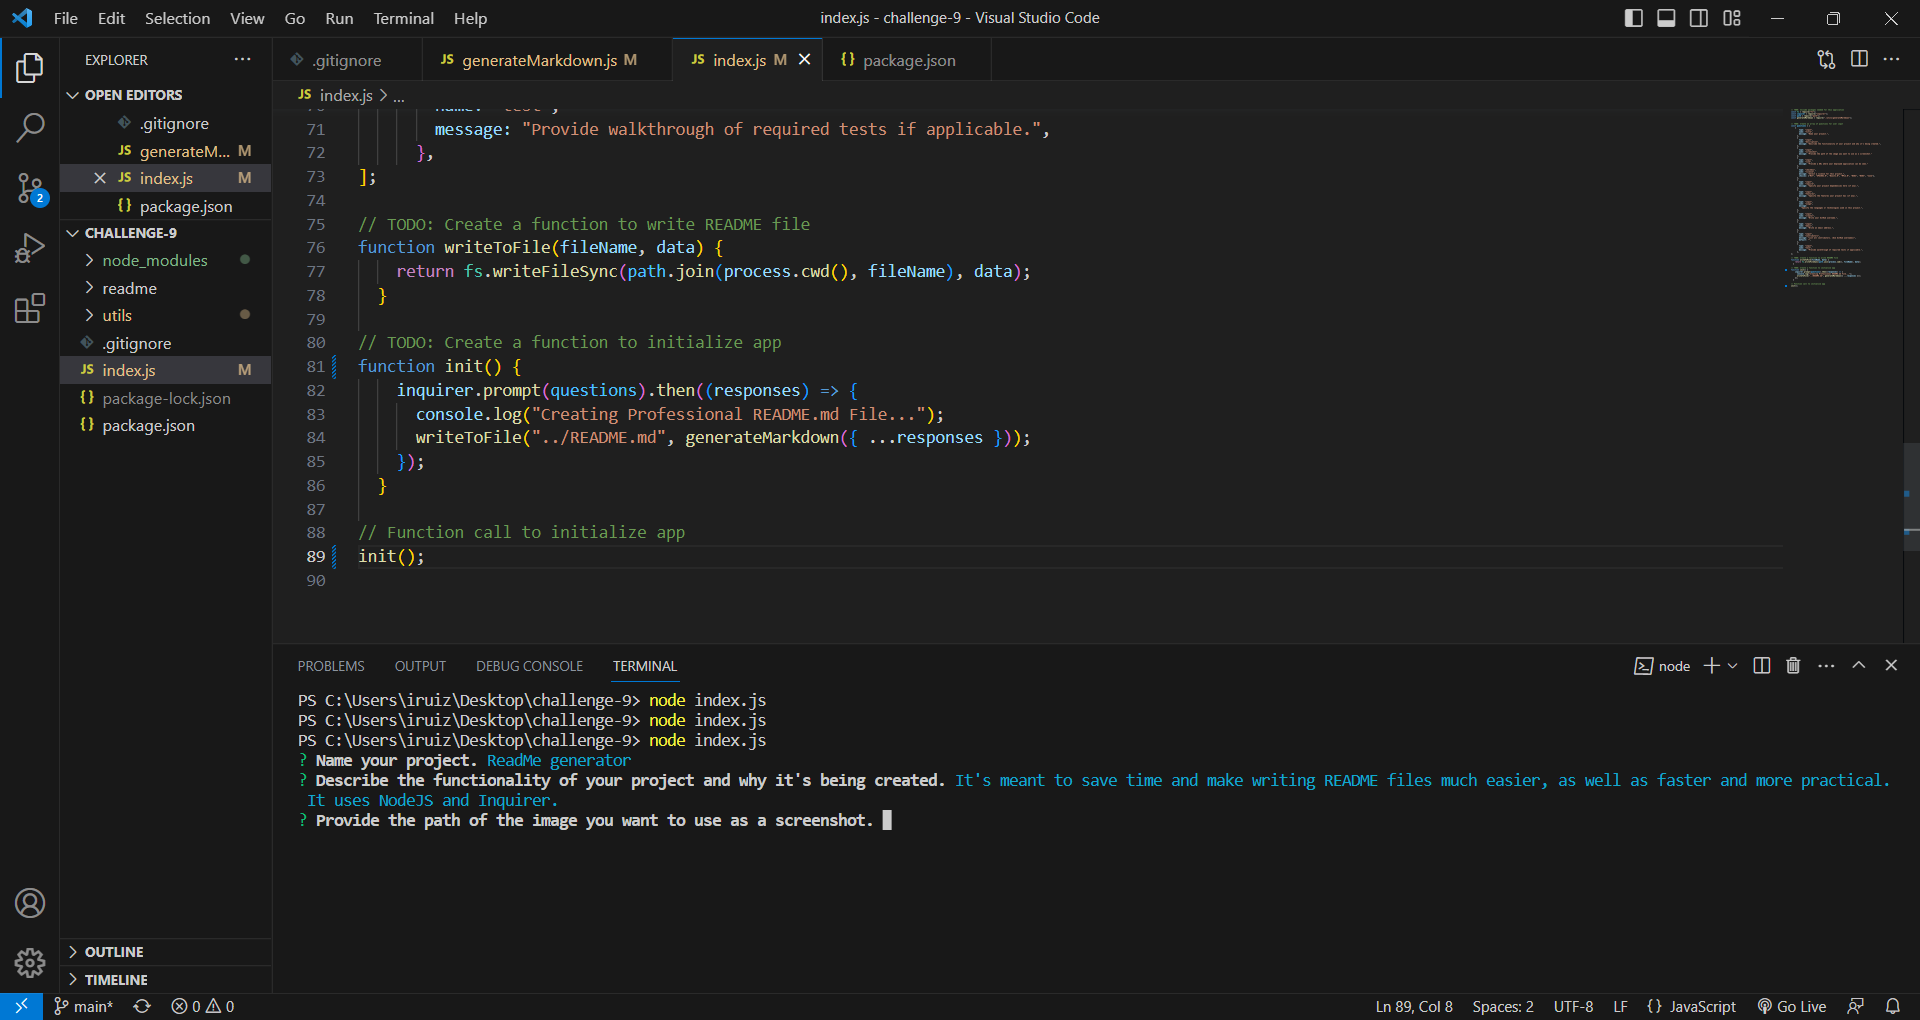 File Edit Selection View Go Run Terminal Help
index.js - challenge-9 - Visual Studio Code
EXPLORER
OPEN EDITORS
.gitignore
JS generateM... M
JS index.js M
{} package.json
CHALLENGE-9
node_modules
readme
utils
.gitignore
JS index.js M
{} package-lock.json
{} package.json
OUTLINE
TIMELINE
.gitignore
JS generateMarkdown.js M
JS index.js M
{} package.json
JS index.js > ...
71 message: "Provide walkthrough of required tests if applicable.",
72 },
73 ];
74
75 // TODO: Create a function to write README file
76 function writeToFile(fileName, data) {
77 return fs.writeFileSync(path.join(process.cwd(), fileName), data);
78 }
79
80 // TODO: Create a function to initialize app
81 function init() {
82 inquirer.prompt(questions).then((responses) => {
83 console.log("Creating Professional README.md File...");
84 writeToFile("../README.md", generateMarkdown({ ...responses }));
85 });
86 }
87
88 // Function call to initialize app
89 init();
90
PROBLEMS OUTPUT DEBUG CONSOLE TERMINAL
node
PS C:\Users\iruiz\Desktop\challenge-9> node index.js
PS C:\Users\iruiz\Desktop\challenge-9> node index.js
PS C:\Users\iruiz\Desktop\challenge-9> node index.js
? Name your project. ReadMe generator
? Describe the functionality of your project and why it's being created. It's meant to save time and make writing README files much easier, as well as faster and more practical.
It uses NodeJS and Inquirer.
? Provide the path of the image you want to use as a screenshot.
2
main* 0 0
Ln 89, Col 8 Spaces: 2 UTF-8 LF {} JavaScript Go Live